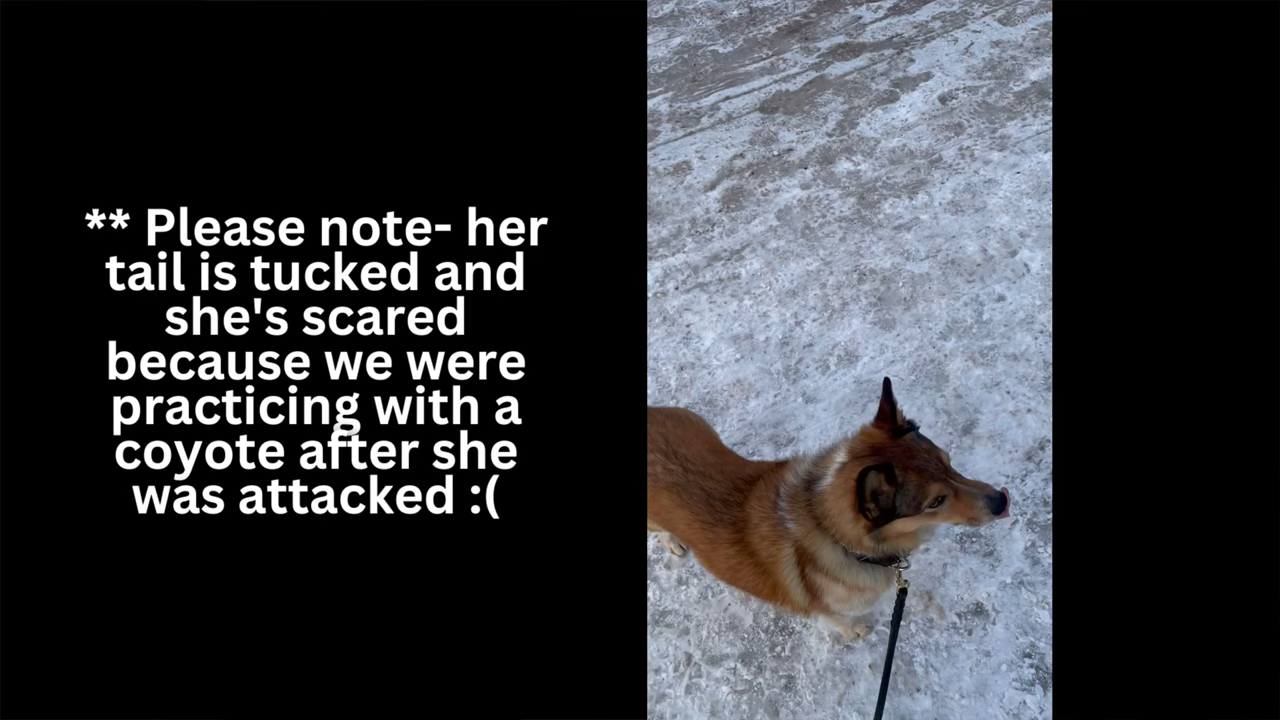 ** Please note- her
tail is tucked and
she's scared
because we were
practicing with a
coyote after she
was attacked :(